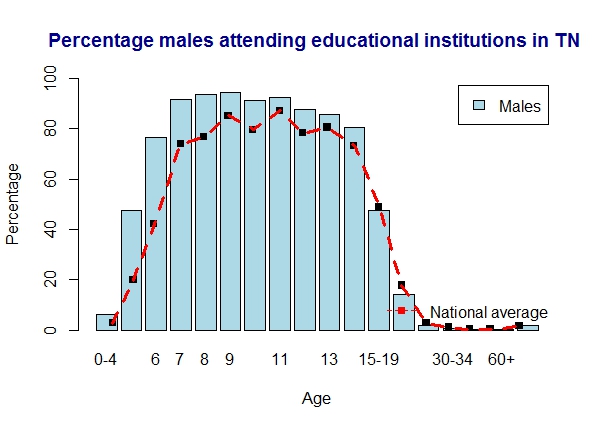 Percentage males attending educational institutions in TN
100
80
60
40
20
0
Percentage
Males
National average
0-4 6 7 8 9 11 13 15-19 30-34 60+
Age